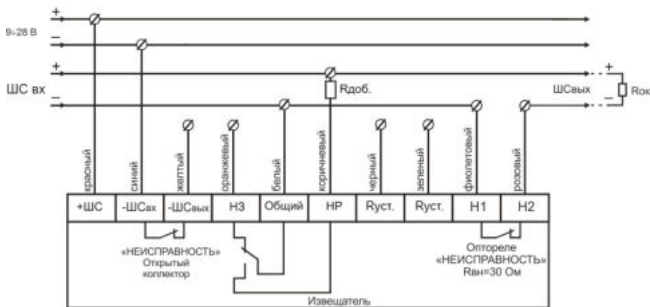 +
9÷28 В
−
+
ШС вх
−
Rдоб.
ШСвых
+
−
Rок
красный
синий
желтый
оранжевый
белый
коричневый
черный
зеленый
фиолетовый
розовый
+ШС
-ШСвх
-ШСвых
НЗ
Общий
НР
Rуст.
Rуст.
Н1
Н2
«НЕИСПРАВНОСТЬ»
Открытый
коллектор
Оптореле
«НЕИСПРАВНОСТЬ»
Rвн=30 Ом
Извещатель